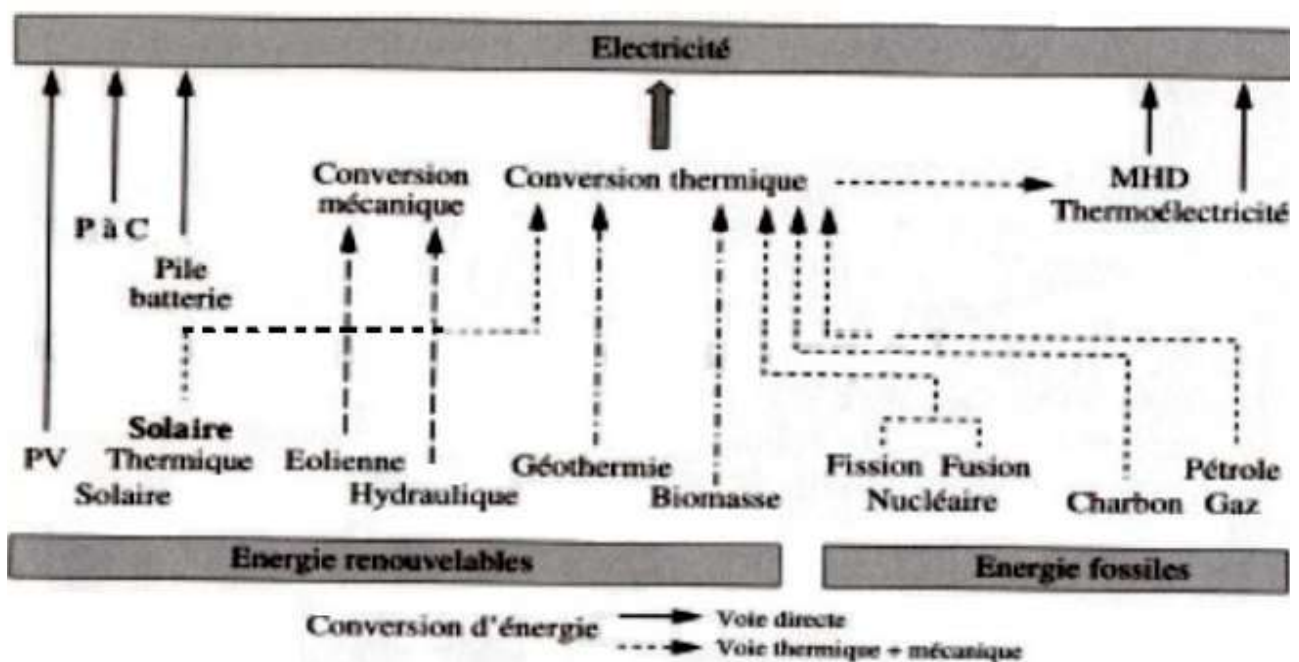 Electricité
Conversion
mécanique
Conversion thermique
MHD
Thermoélectricité
P à C
Pile
batterie
Solaire
PV Thermique
Solaire
Eolienne
Hydraulique
Géothermie
Biomasse
Fission Fusion
Nucléaire
Charbon
Pétrole
Gaz
Energie renouvelables
Energie fossiles
Conversion d'énergie
Voie directe
Voie thermique + mécanique